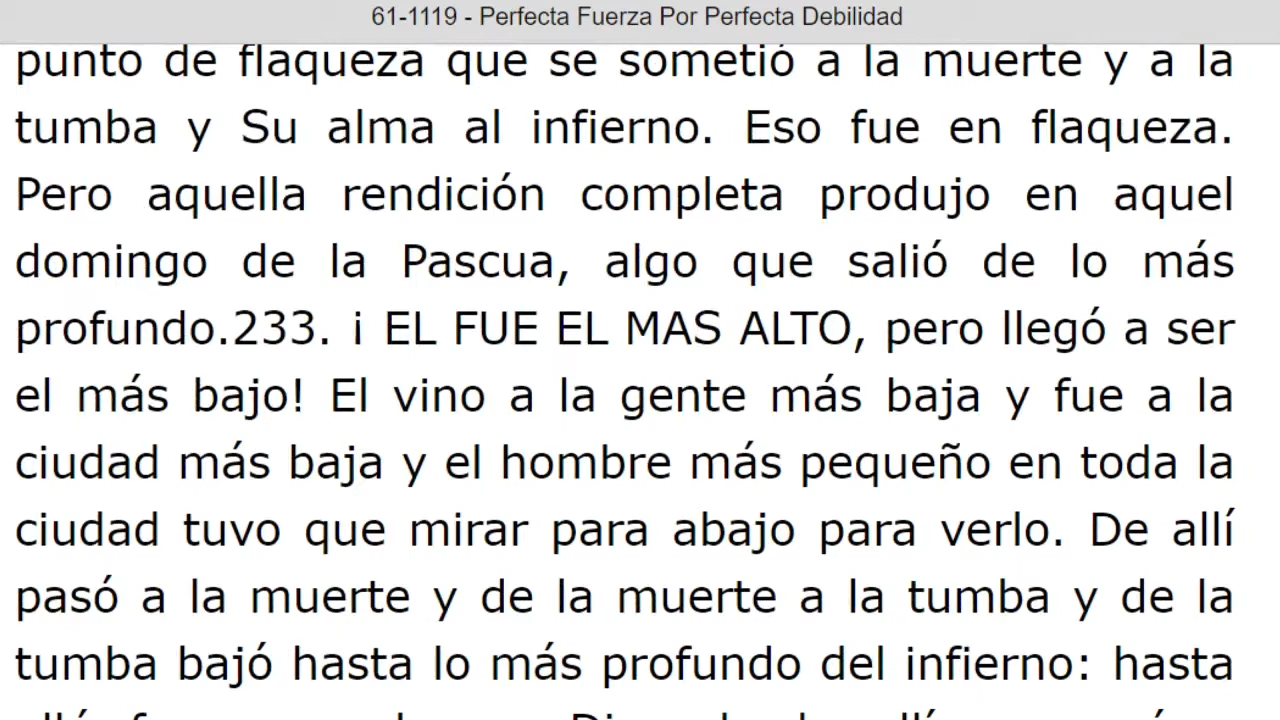 61-1119 - Perfecta Fuerza Por Perfecta Debilidad
punto de flaqueza que se sometió a la muerte y a la
tumba y Su alma al infierno. Eso fue en flaqueza.
Pero aquella rendición completa produjo en aquel
domingo de la Pascua, algo que salió de lo más
profundo.233. ¡ EL FUE EL MAS ALTO, pero llegó a ser
el más bajo! El vino a la gente más baja y fue a la
ciudad más baja y el hombre más pequeño en toda la
ciudad tuvo que mirar para abajo para verlo. De allí
pasó a la muerte y de la muerte a la tumba y de la
tumba bajó hasta lo más profundo del infierno: hasta